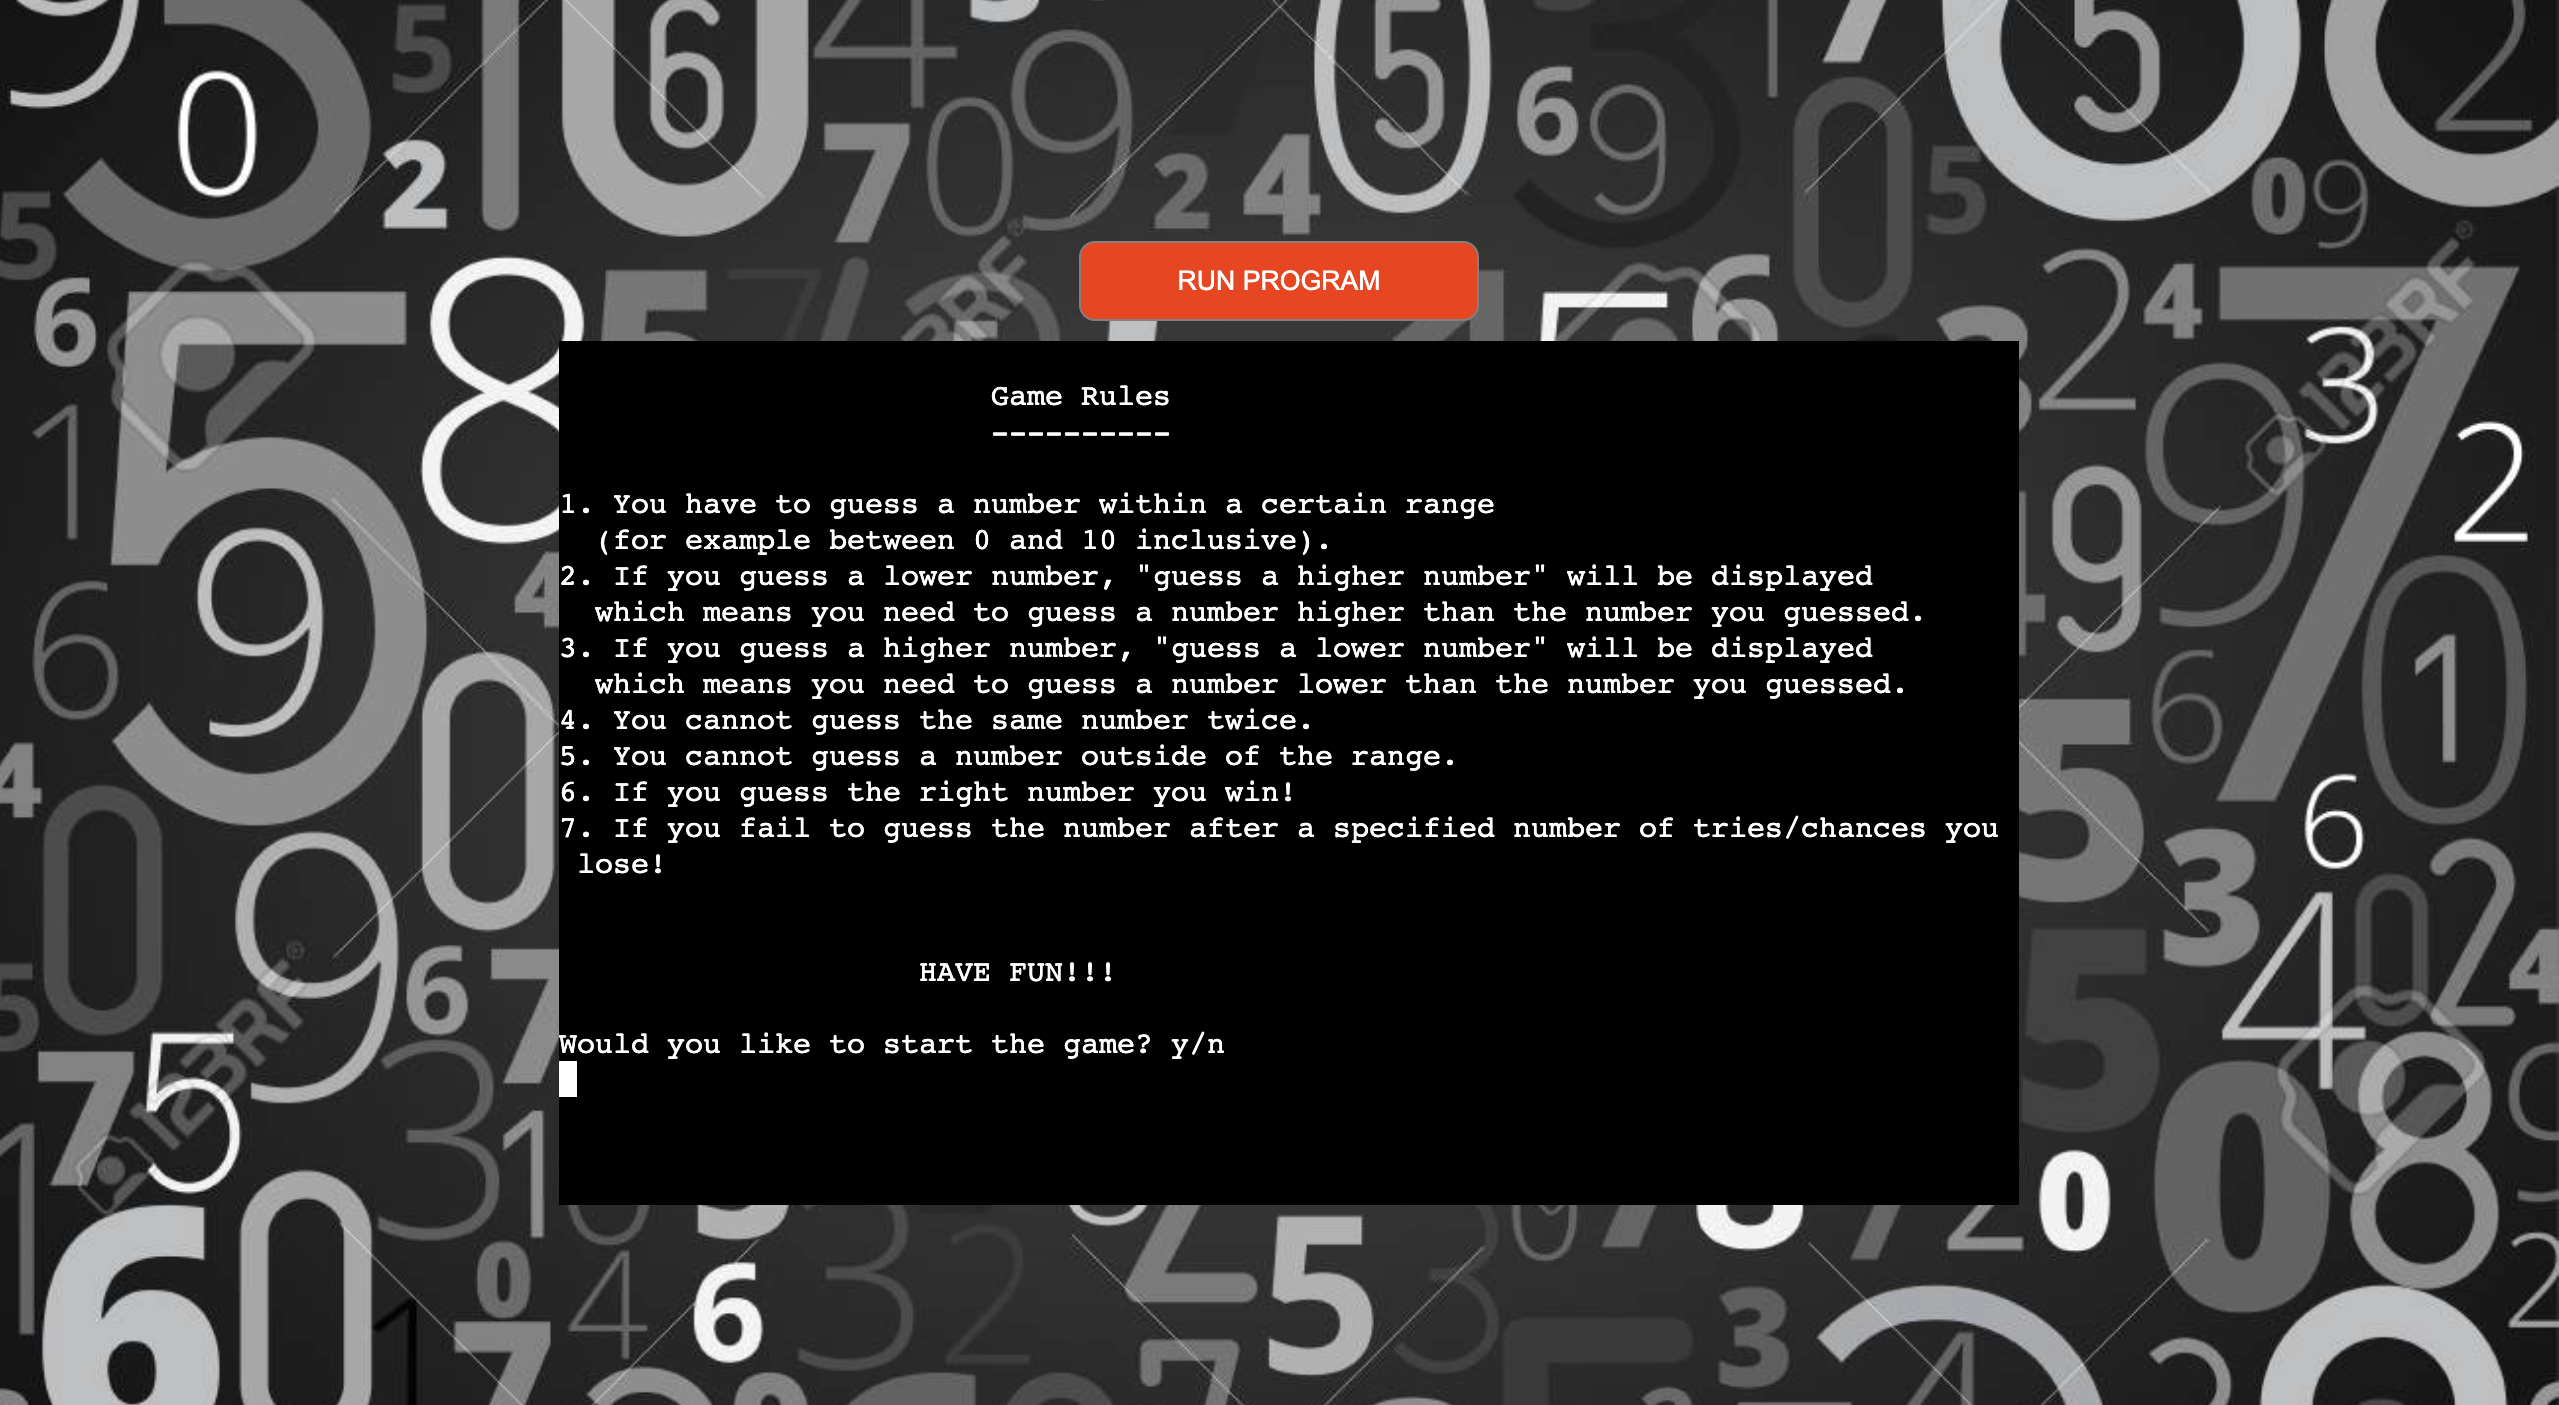 RUN PROGRAM
Game Rules
----------
1. You have to guess a number within a certain range
(for example between 0 and 10 inclusive).
2. If you guess a lower number, "guess a higher number" will be displayed
which means you need to guess a number higher than the number you guessed.
3. If you guess a higher number, "guess a lower number" will be displayed
which means you need to guess a number lower than the number you guessed.
4. You cannot guess the same number twice.
5. You cannot guess a number outside of the range.
6. If you guess the right number you win!
7. If you fail to guess the number after a specified number of tries/chances you
lose!
HAVE FUN!!!
Would you like to start the game? y/n